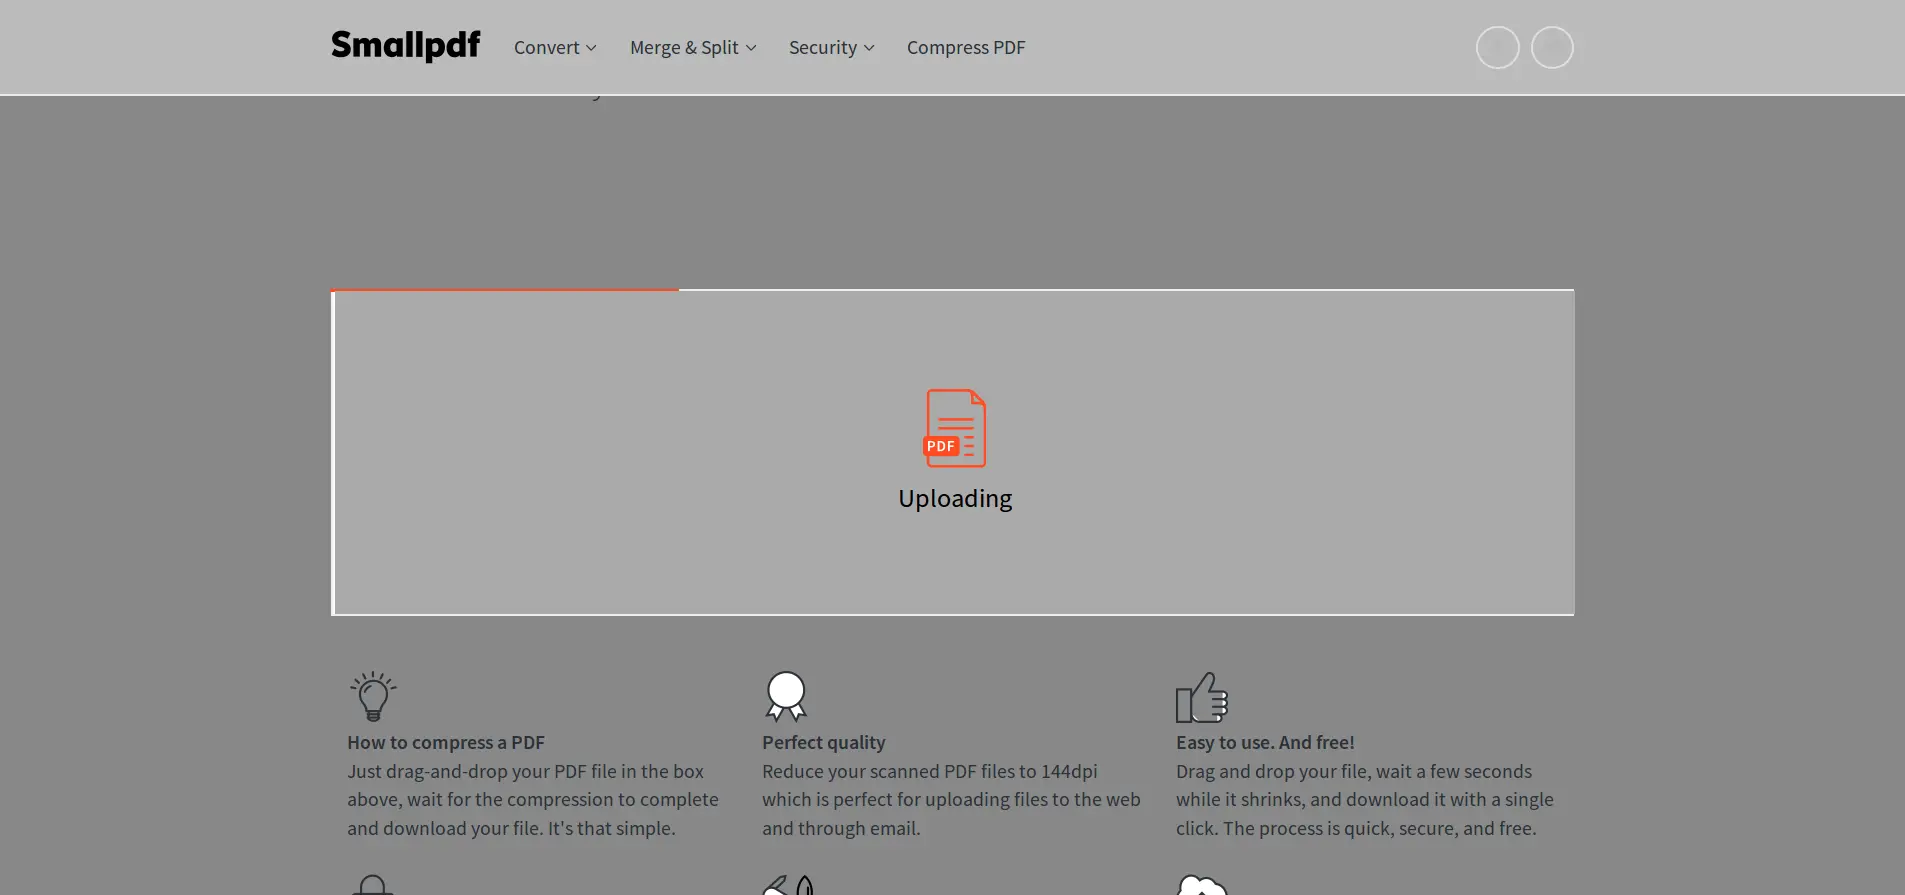 Smallpdf
Convert
Merge & Split
Security
Compress PDF
PDF
Uploading
How to compress a PDF
Just drag-and-drop your PDF file in the box
above, wait for the compression to complete
and download your file. It's that simple.
Perfect quality
Reduce your scanned PDF files to 144dpi
which is perfect for uploading files to the web
and through email.
Easy to use. And free!
Drag and drop your file, wait a few seconds
while it shrinks, and download it with a single
click. The process is quick, secure, and free.